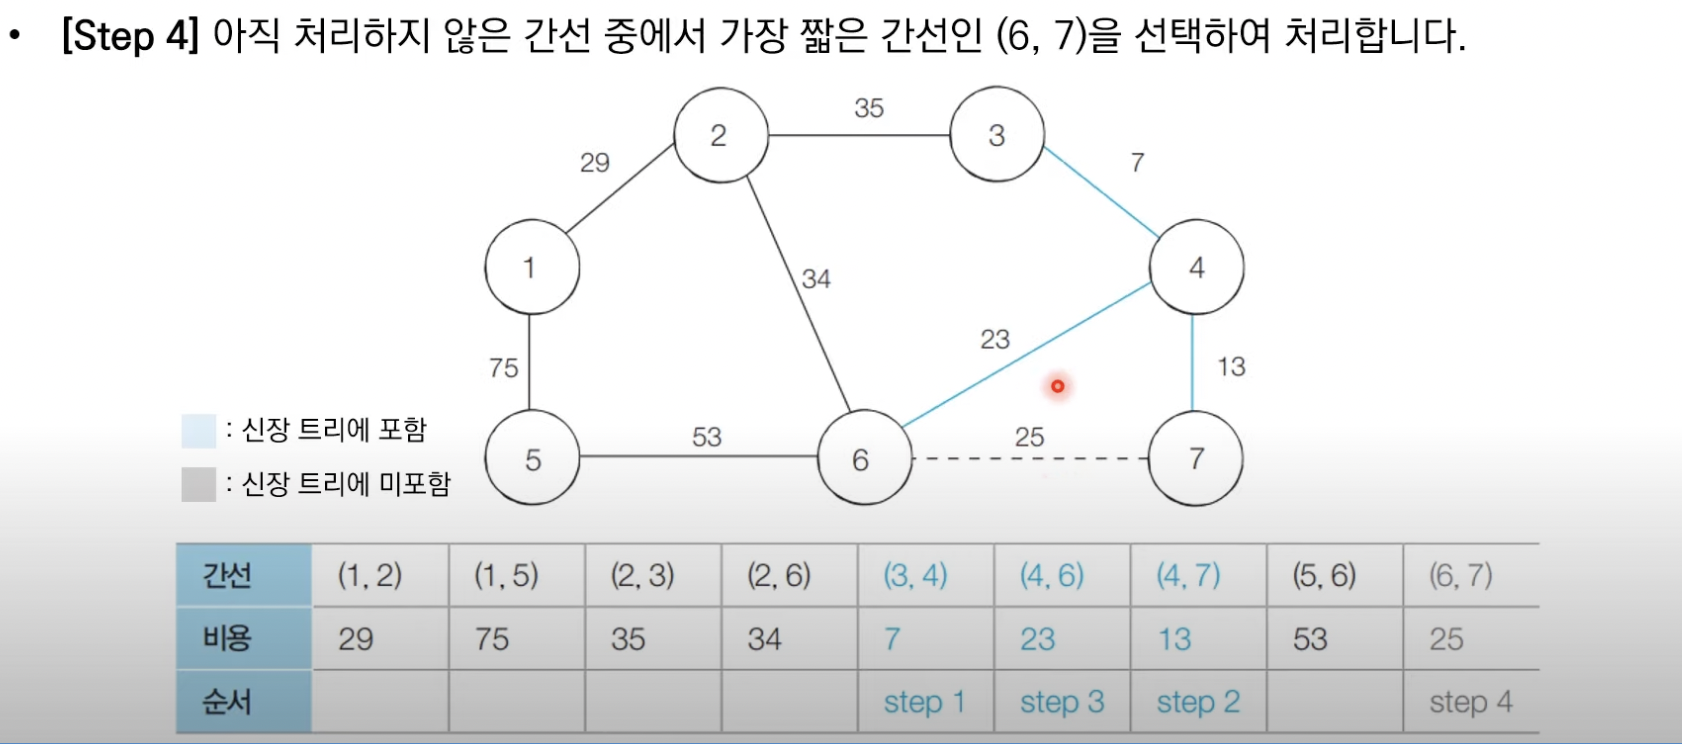 • [Step 4] 아직 처리하지 않은 간선 중에서 가장 짧은 간선인 (6, 7)을 선택하여 처리합니다.
2
35
3
29
7
1
4
34
23
75
13
: 신장 트리에 포함
53
25
5
6
7
: 신장 트리에 미포함
간선 (1, 2) (1, 5) (2, 3) (2, 6) (3, 4) (4, 6) (4, 7) (5, 6) (6, 7)
비용 29 75 35 34 7 23 13 53 25
순서 step 1 step 3 step 2 step 4